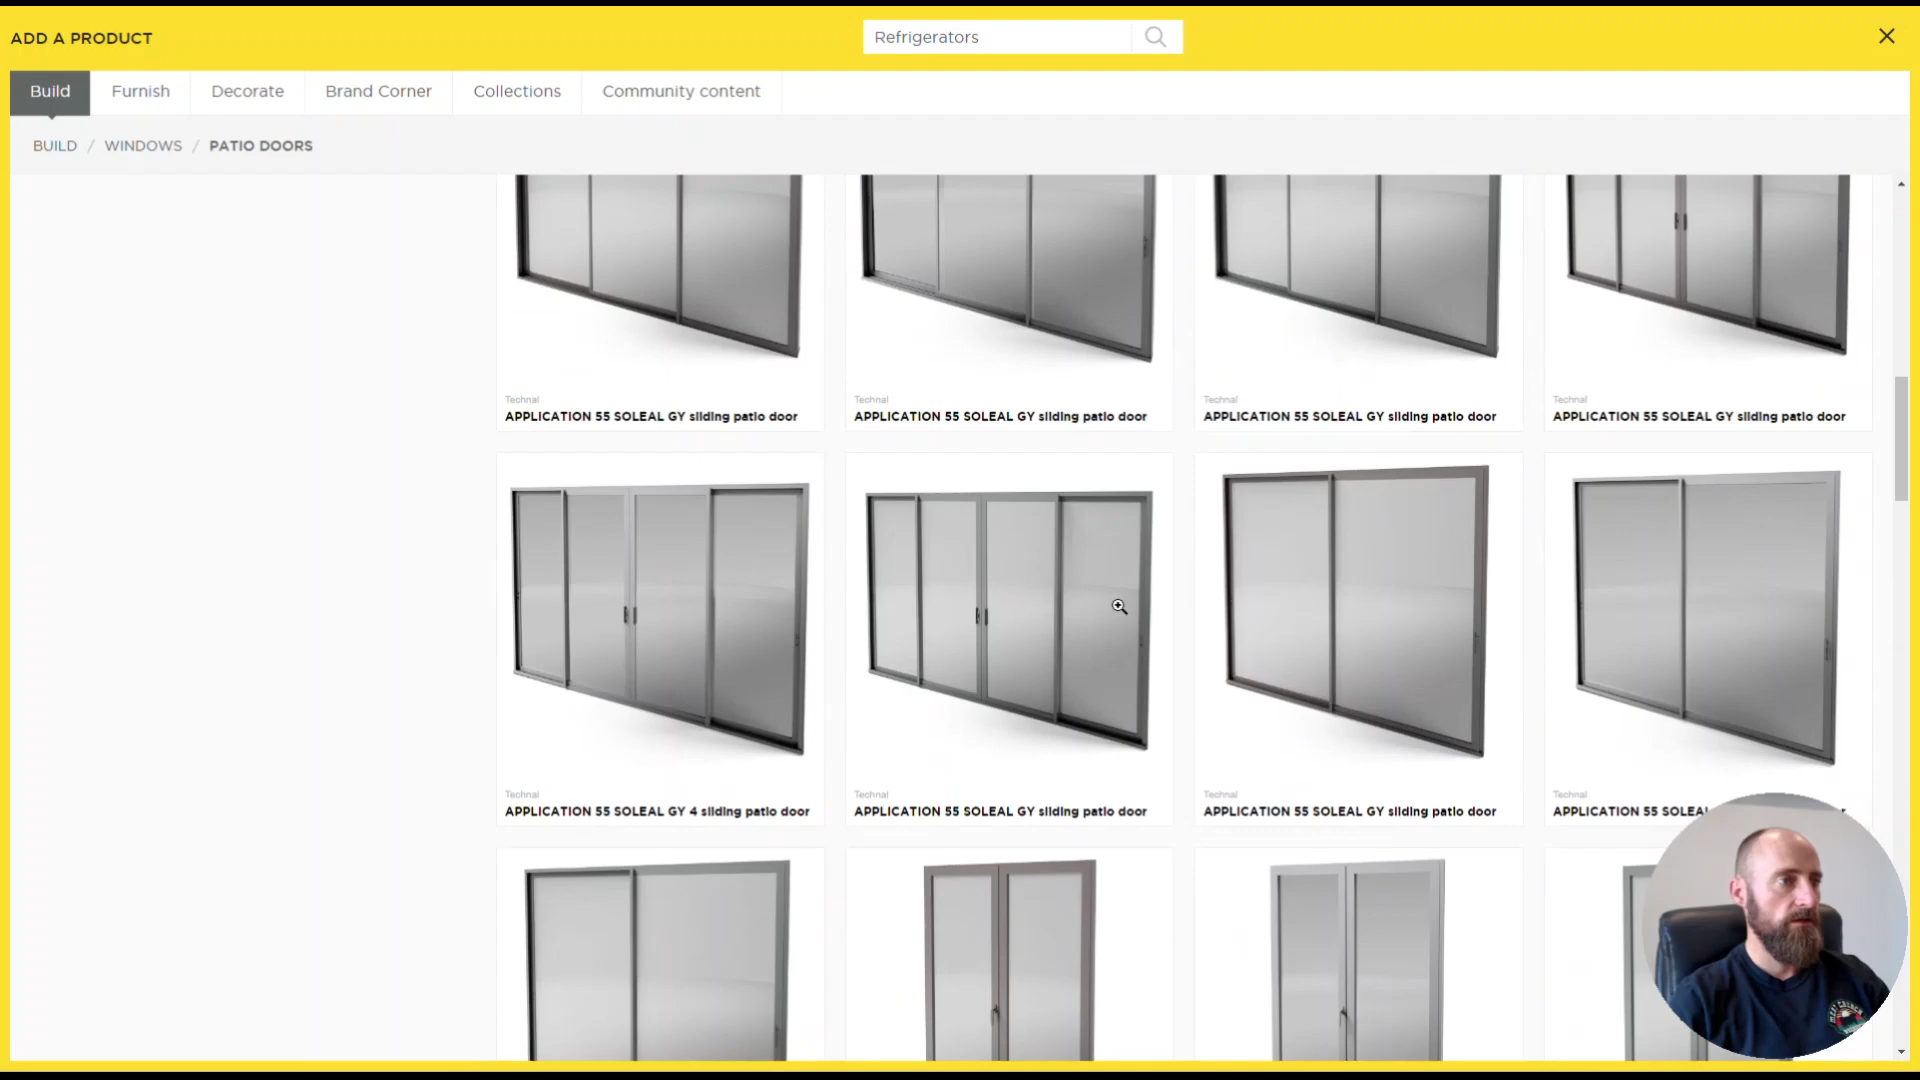 ADD A PRODUCT
Refrigerators
Build
Furnish
Decorate
Brand Corner
Collections
Community content
BUILD / WINDOWS / PATIO DOORS
Technal
APPLICATION 55 SOLEAL GY sliding patio door
Technal
APPLICATION 55 SOLEAL GY sliding patio door
Technal
APPLICATION 55 SOLEAL GY sliding patio door
Technal
APPLICATION 55 SOLEAL GY sliding patio door
Technal
APPLICATION 55 SOLEAL GY 4 sliding patio door
Technal
APPLICATION 55 SOLEAL GY sliding patio door
Technal
APPLICATION 55 SOLEAL GY sliding patio door
Technal
APPLICATION 55 SOLEAL